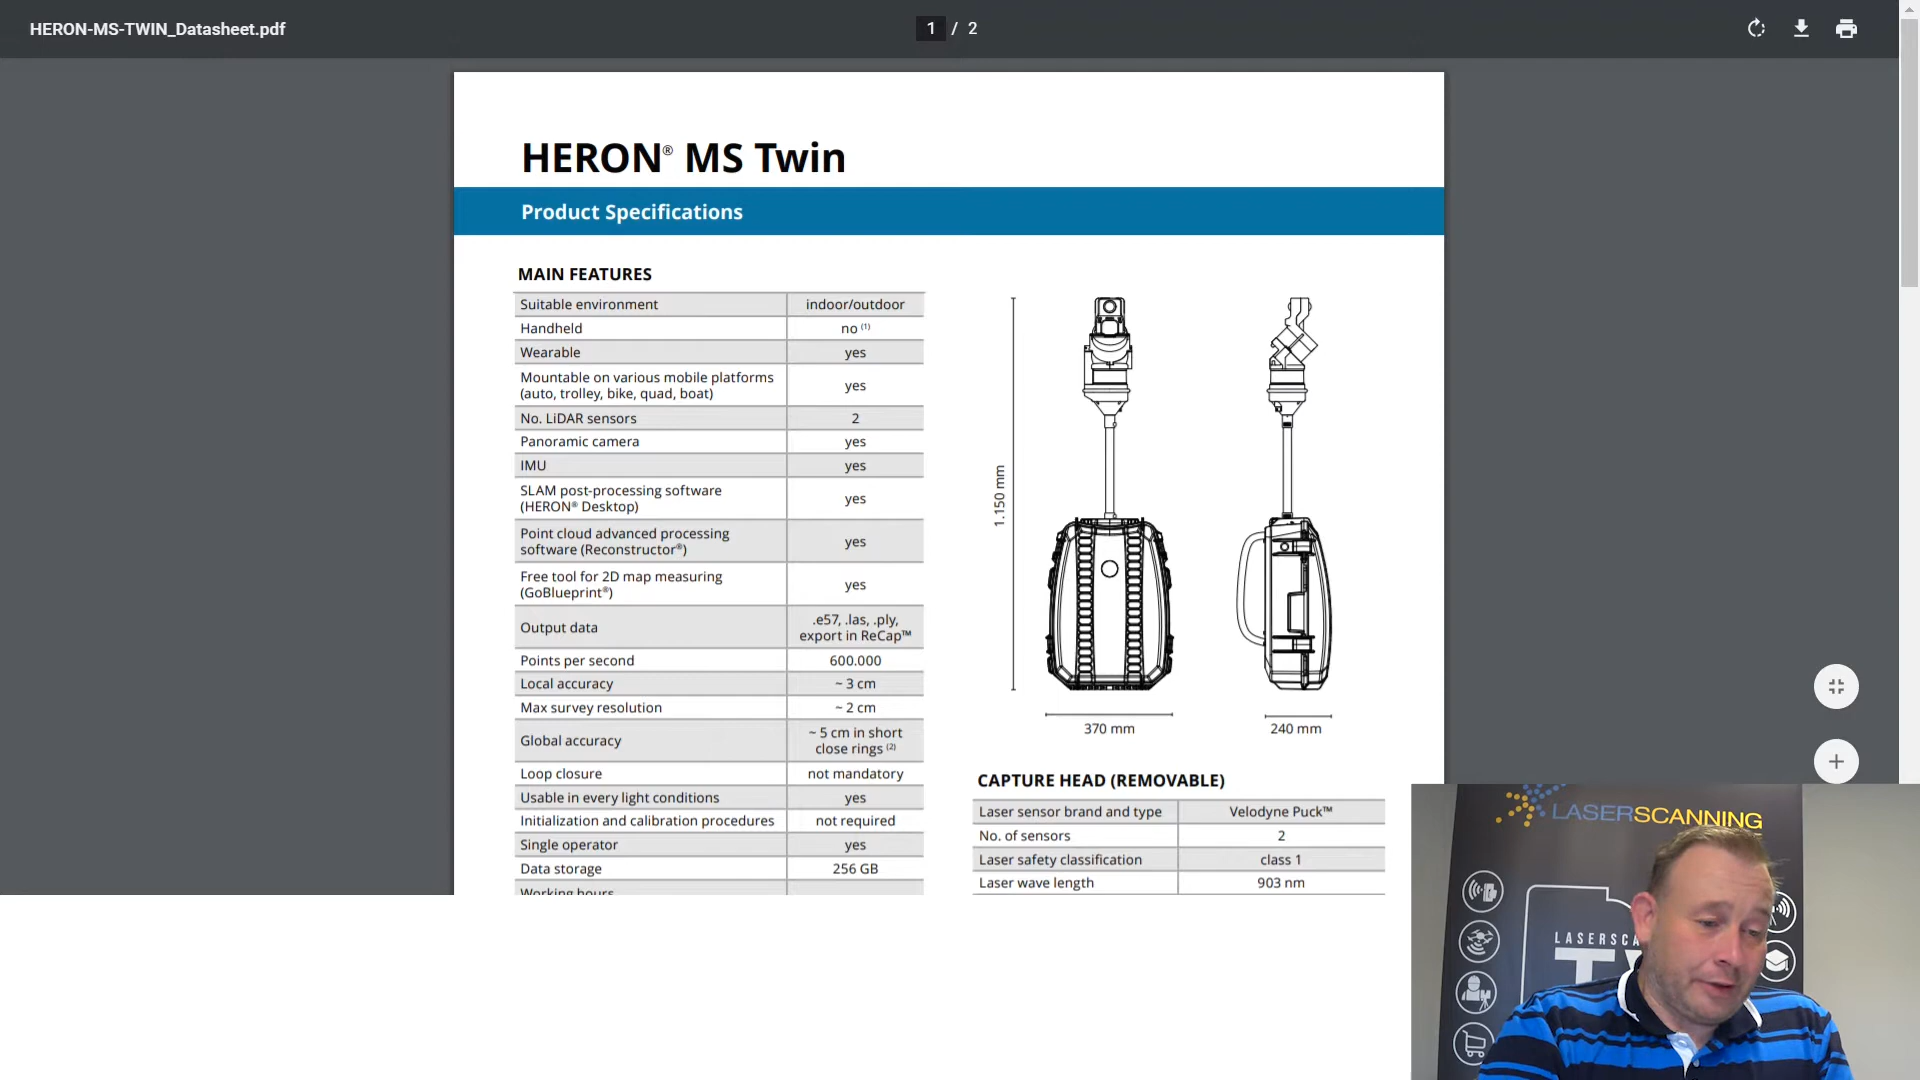 HERON-MS-TWIN_Datasheet.pdf
1 / 2
HERON® MS Twin
Product Specifications
MAIN FEATURES
Suitable environment indoor/outdoor
Handheld no (1)
Wearable yes
Mountable on various mobile platforms
(auto, trolley, bike, quad, boat) yes
No. LiDAR sensors 2
Panoramic camera yes
IMU yes
SLAM post-processing software
(HERON® Desktop) yes
Point cloud advanced processing
software (Reconstructor®) yes
Free tool for 2D map measuring
(GoBlueprint®) yes
Output data .e57, .las, .ply,
export in ReCap™
Points per second 600.000
Local accuracy ~ 3 cm
Max survey resolution ~ 2 cm
Global accuracy ~ 5 cm in short
close rings (2)
Loop closure not mandatory
Usable in every light conditions yes
Initialization and calibration procedures not required
Single operator yes
Data storage 256 GB
Working hours
1.150 mm
370 mm
240 mm
CAPTURE HEAD (REMOVABLE)
Laser sensor brand and type Velodyne Puck™
No. of sensors 2
Laser safety classification class 1
Laser wave length 903 nm
LASERSCANNING
LASERSCA